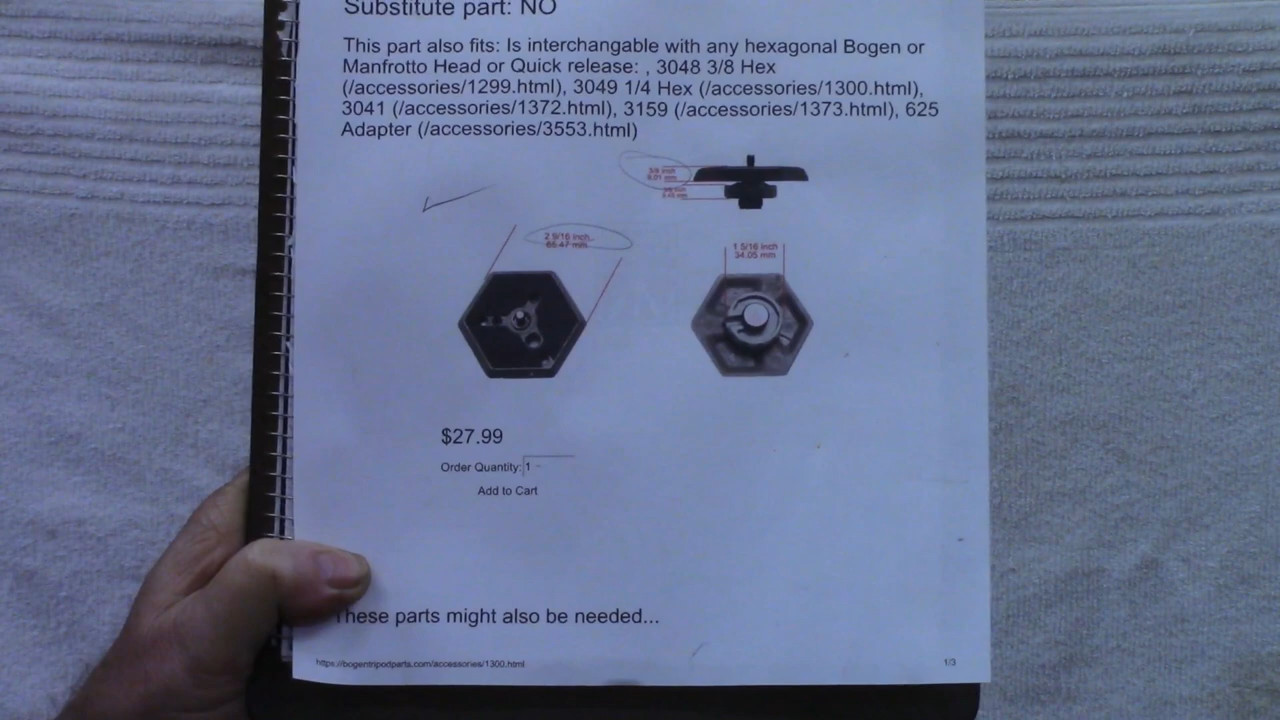 Substitute part: NO
This part also fits: Is interchangable with any hexagonal Bogen or
Manfrotto Head or Quick release: , 3048 3/8 Hex
(/accessories/1299.html), 3049 1/4 Hex (/accessories/1300.html),
3041 (/accessories/1372.html), 3159 (/accessories/1373.html), 625
Adapter (/accessories/3553.html)
3/8 inch
2 9/16 inch
65.47 mm
1 5/16 inch
34.05 mm
$27.99
Order Quantity: 1
Add to Cart
These parts might also be needed...
https://bogentripodparts.com/accessories/1300.html
1/3